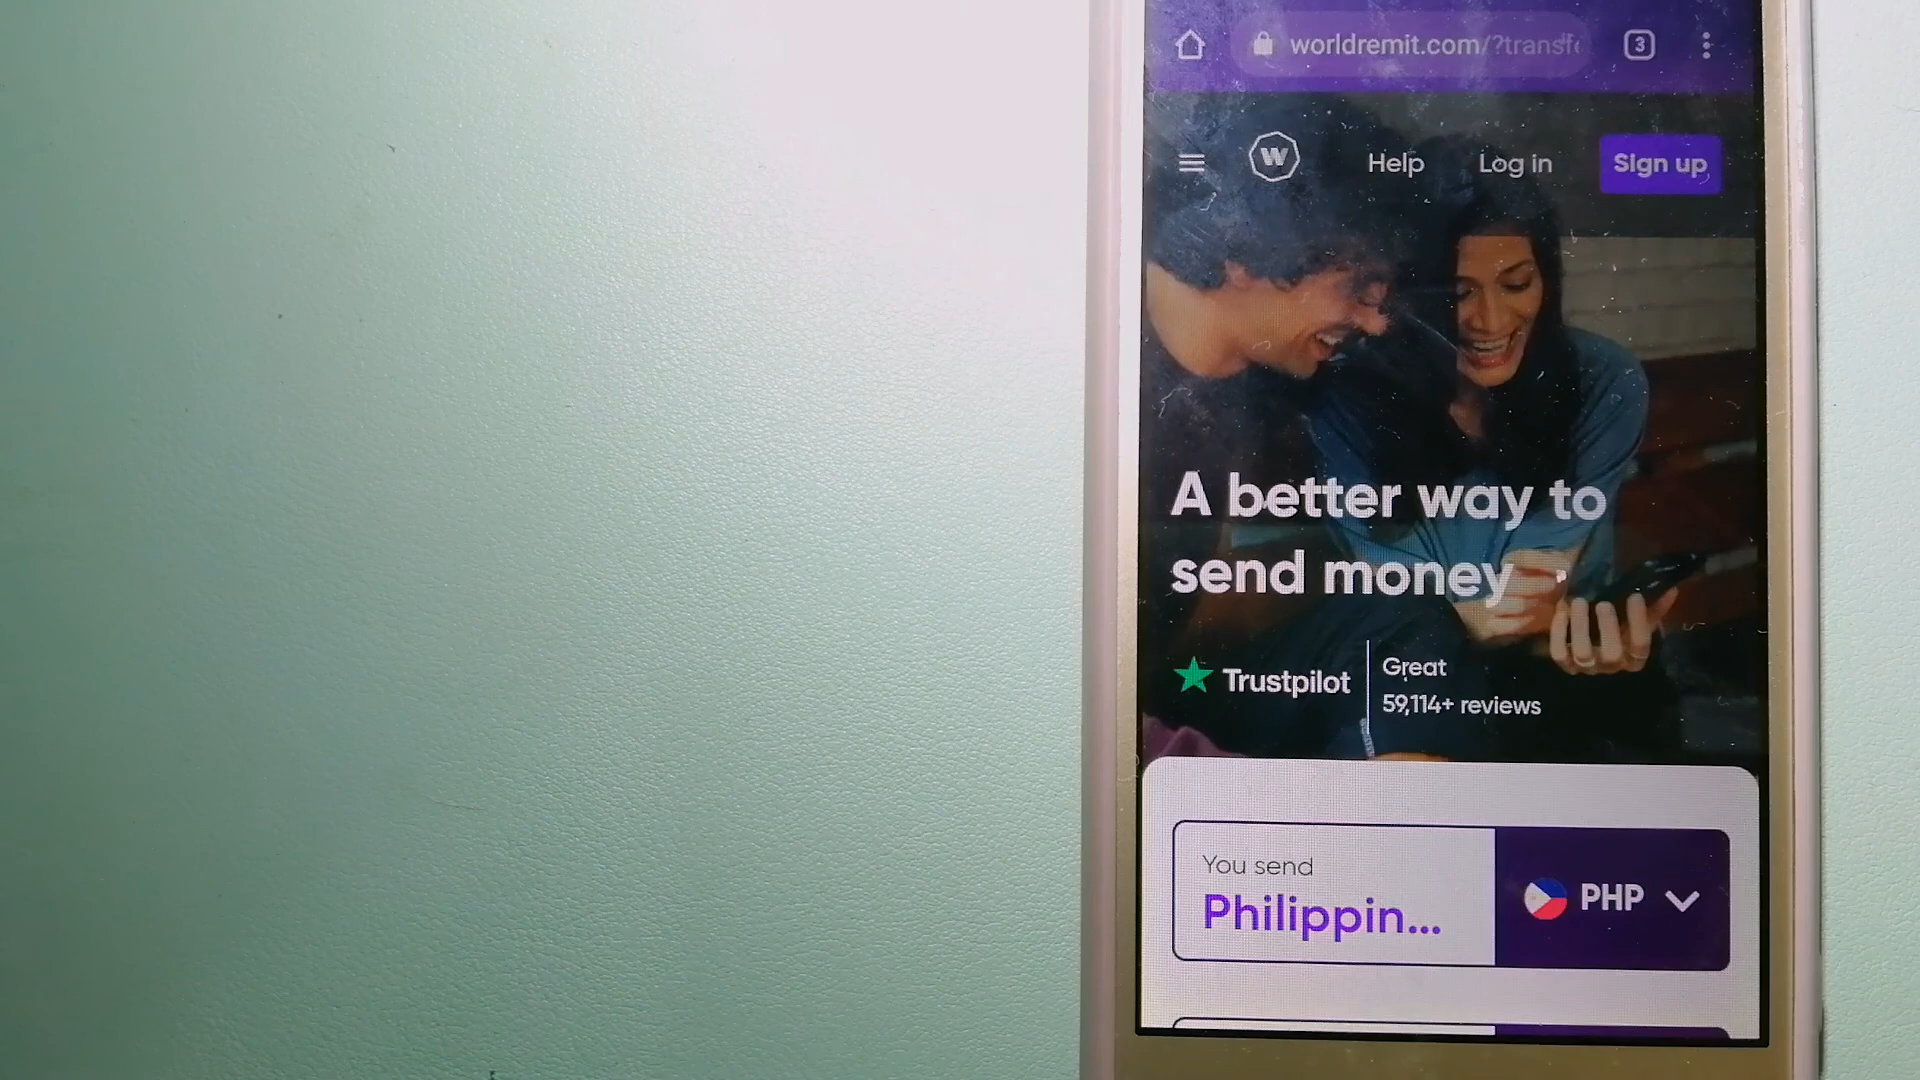 worldremit.com/?transfe
3
W
Help
Log in
Sign up
A better way to
send money
Trustpilot
Great
59,114+ reviews
You send
Philippin...
PHP